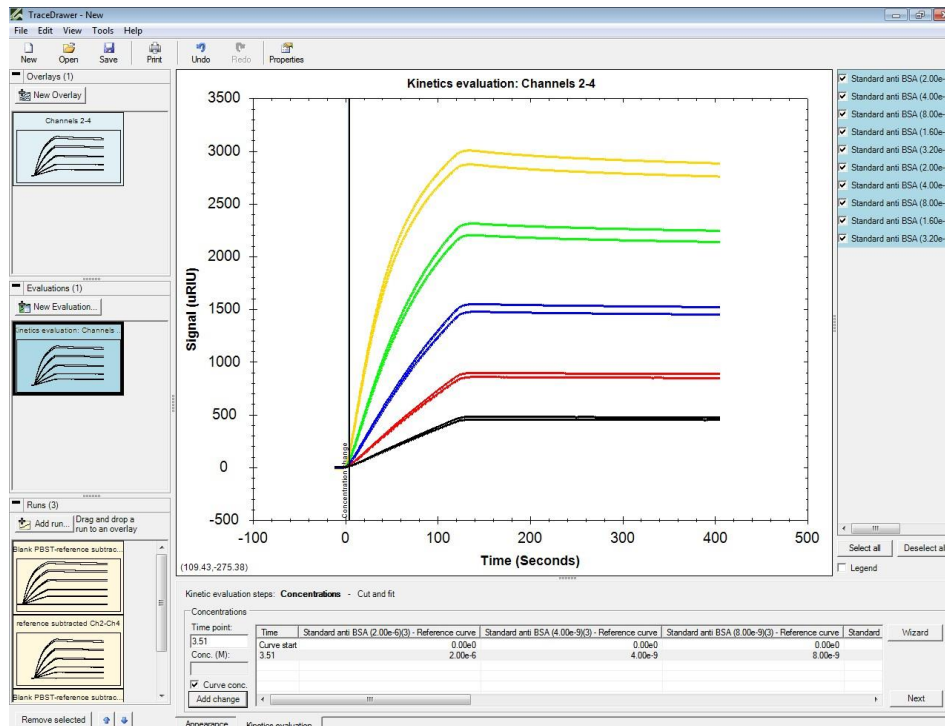 TraceDrawer - New
File Edit View Tools Help
New Open Save Print Undo Redo Properties
Overlays (1)
New Overlay
Channels 2-4
Evaluations (1)
New Evaluation...
inetics evaluation: Channels ...
Runs (3)
Add run... Drag and drop a
run to an overlay
Blank PBST-reference subtrac...
reference subtracted Ch2-Ch4
Blank PBST-reference subtrac...
Remove selected
Kinetics evaluation: Channels 2-4
3500
3000
2500
2000
1500
1000
500
0
-500
Signal (uRIU)
Concentration change
-100 0 100 200 300 400 500
Time (Seconds)
(109.43,-275.38)
Standard anti BSA (2.00e-
Standard anti BSA (4.00e-
Standard anti BSA (8.00e-
Standard anti BSA (1.60e-
Standard anti BSA (3.20e-
Standard anti BSA (2.00e-
Standard anti BSA (4.00e-
Standard anti BSA (8.00e-
Standard anti BSA (1.60e-
Standard anti BSA (3.20e-
Select all Deselect all
Legend
Kinetic evaluation steps: Concentrations - Cut and fit
Concentrations
Time point:
3.51
Conc. (M):
Curve conc.
Add change
Time Standard anti BSA (2.00e-6)(3) - Reference curve Standard anti BSA (4.00e-9)(3) - Reference curve Standard anti BSA (8.00e-9)(3) - Reference curve Standard
Curve start 0.00e0 0.00e0 0.00e0
3.51 2.00e-6 4.00e-9 8.00e-9
Wizard
Next
Appearance Kinetics evaluation